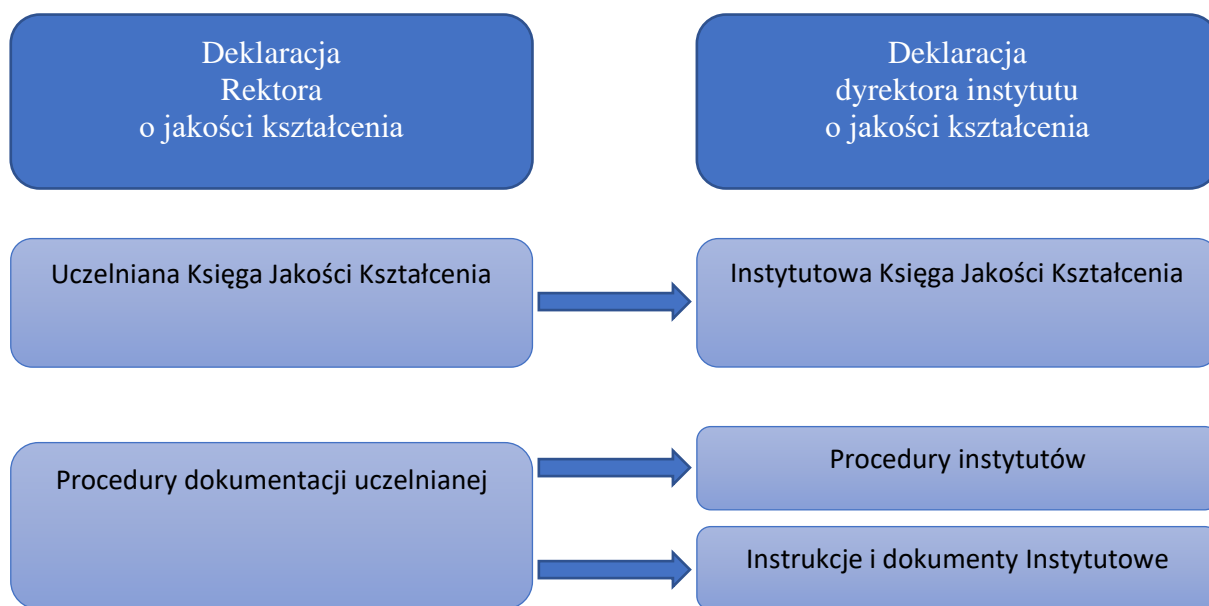 Deklaracja
Rektora
o jakości kształcenia
Deklaracja
dyrektora instytutu
o jakości kształcenia
Uczelniana Księga Jakości Kształcenia
Instytutowa Księga Jakości Kształcenia
Procedury dokumentacji uczelnianej
Procedury instytutów
Instrukcje i dokumenty Instytutowe